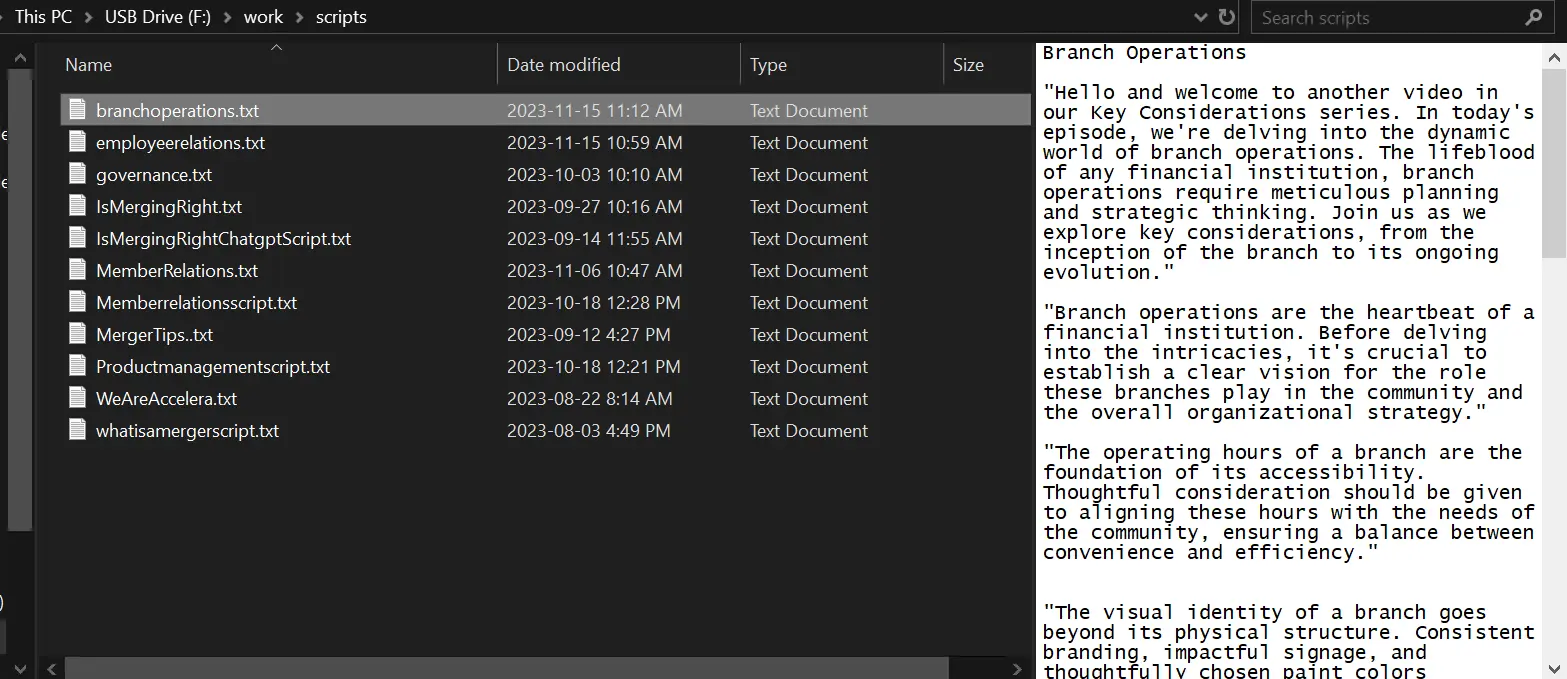 This PC > USB Drive (F:) > work > scripts
Search scripts
Name Date modified Type Size
branchoperations.txt 2023-11-15 11:12 AM Text Document
employeerelations.txt 2023-11-15 10:59 AM Text Document
governance.txt 2023-10-03 10:10 AM Text Document
IsMergingRight.txt 2023-09-27 10:16 AM Text Document
IsMergingRightChatgptScript.txt 2023-09-14 11:55 AM Text Document
MemberRelations.txt 2023-11-06 10:47 AM Text Document
Memberrelationsscript.txt 2023-10-18 12:28 PM Text Document
MergerTips..txt 2023-09-12 4:27 PM Text Document
Productmanagementscript.txt 2023-10-18 12:21 PM Text Document
WeAreAccelera.txt 2023-08-22 8:14 AM Text Document
whatisamergerscript.txt 2023-08-03 4:49 PM Text Document
Branch Operations
"Hello and welcome to another video in
our Key Considerations series. In today's
episode, we're delving into the dynamic
world of branch operations. The lifeblood
of any financial institution, branch
operations require meticulous planning
and strategic thinking. Join us as we
explore key considerations, from the
inception of the branch to its ongoing
evolution."
"Branch operations are the heartbeat of a
financial institution. Before delving
into the intricacies, it's crucial to
establish a clear vision for the role
these branches play in the community and
the overall organizational strategy."
"The operating hours of a branch are the
foundation of its accessibility.
Thoughtful consideration should be given
to aligning these hours with the needs of
the community, ensuring a balance between
convenience and efficiency."
"The visual identity of a branch goes
beyond its physical structure. Consistent
branding, impactful signage, and
thoughtfully chosen paint colors